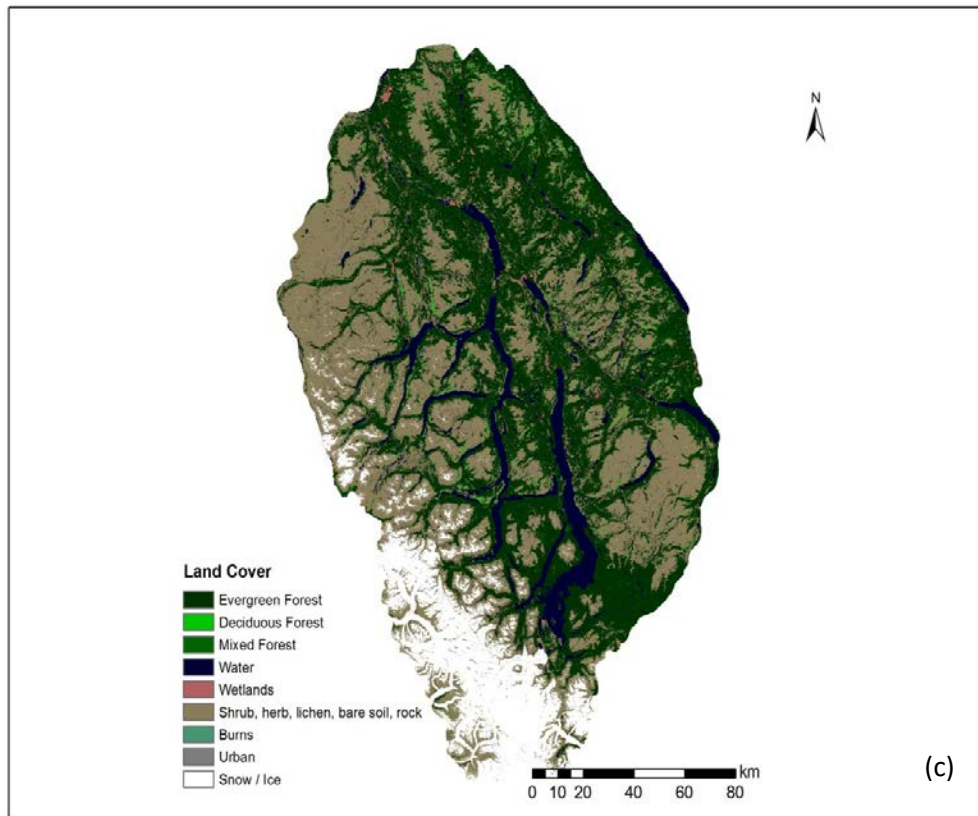 N
Land Cover
Evergreen Forest
Deciduous Forest
Mixed Forest
Water
Wetlands
Shrub, herb, lichen, bare soil, rock
Burns
Urban
Snow / Ice
km
0 10 20 40 60 80
(c)